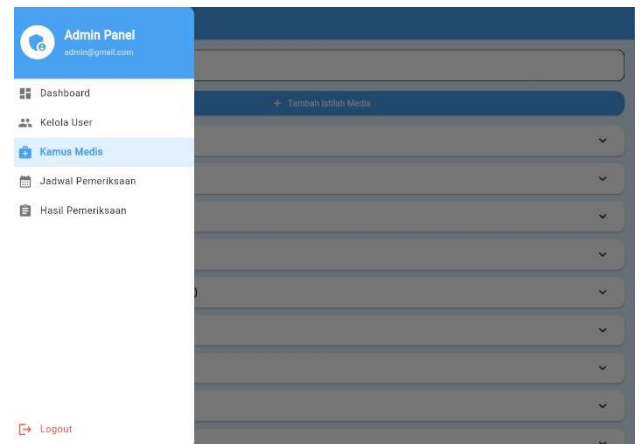 Admin Panel
admin@gmail.com
Dashboard
Kelola User
Kamus Medis
Jadwal Pemeriksaan
Hasil Pemeriksaan
Logout
+ Tambah Istilah Medis
)